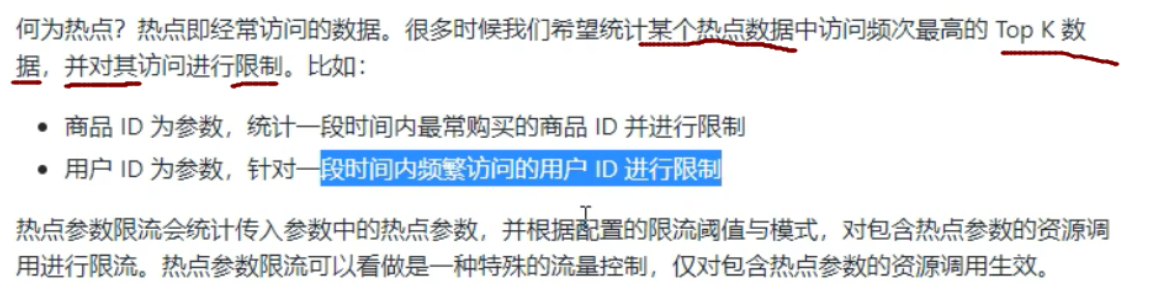 何为热点？热点即经常访问的数据。很多时候我们希望统计某个热点数据中访问频次最高的 Top K 数
据，并对其访问进行限制。比如：
商品 ID 为参数，统计一段时间内最常购买的商品 ID 并进行限制
用户 ID 为参数，针对一段时间内频繁访问的用户 ID 进行限制
热点参数限流会统计传入参数中的热点参数，并根据配置的限流阈值与模式，对包含热点参数的资源调
用进行限流。热点参数限流可以看做是一种特殊的流量控制，仅对包含热点参数的资源调用生效。